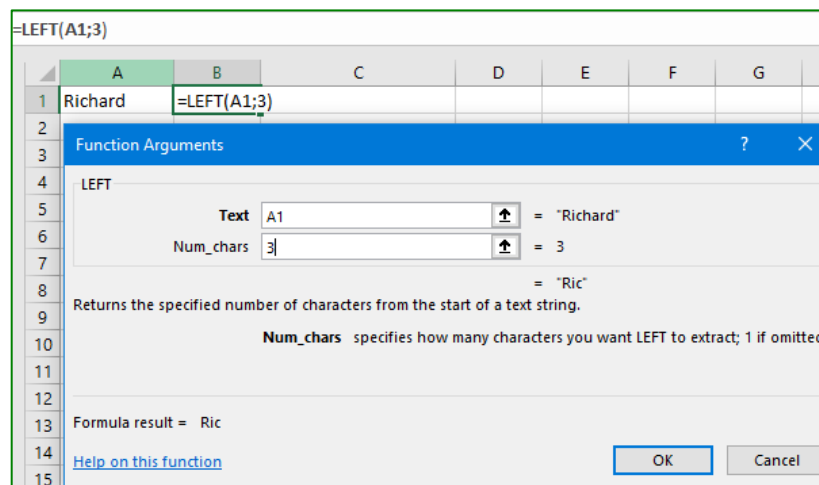 =LEFT(A1;3)
A B C D E F G
1 Richard =LEFT(A1;3)
2
3 Function Arguments ? ×
4 LEFT
5 Text A1 = "Richard"
6 Num_chars 3 = 3
7
8 = "Ric"
9 Returns the specified number of characters from the start of a text string.
10 Num_chars specifies how many characters you want LEFT to extract; 1 if omitted
11
12
13 Formula result = Ric
14 Help on this function OK Cancel
15